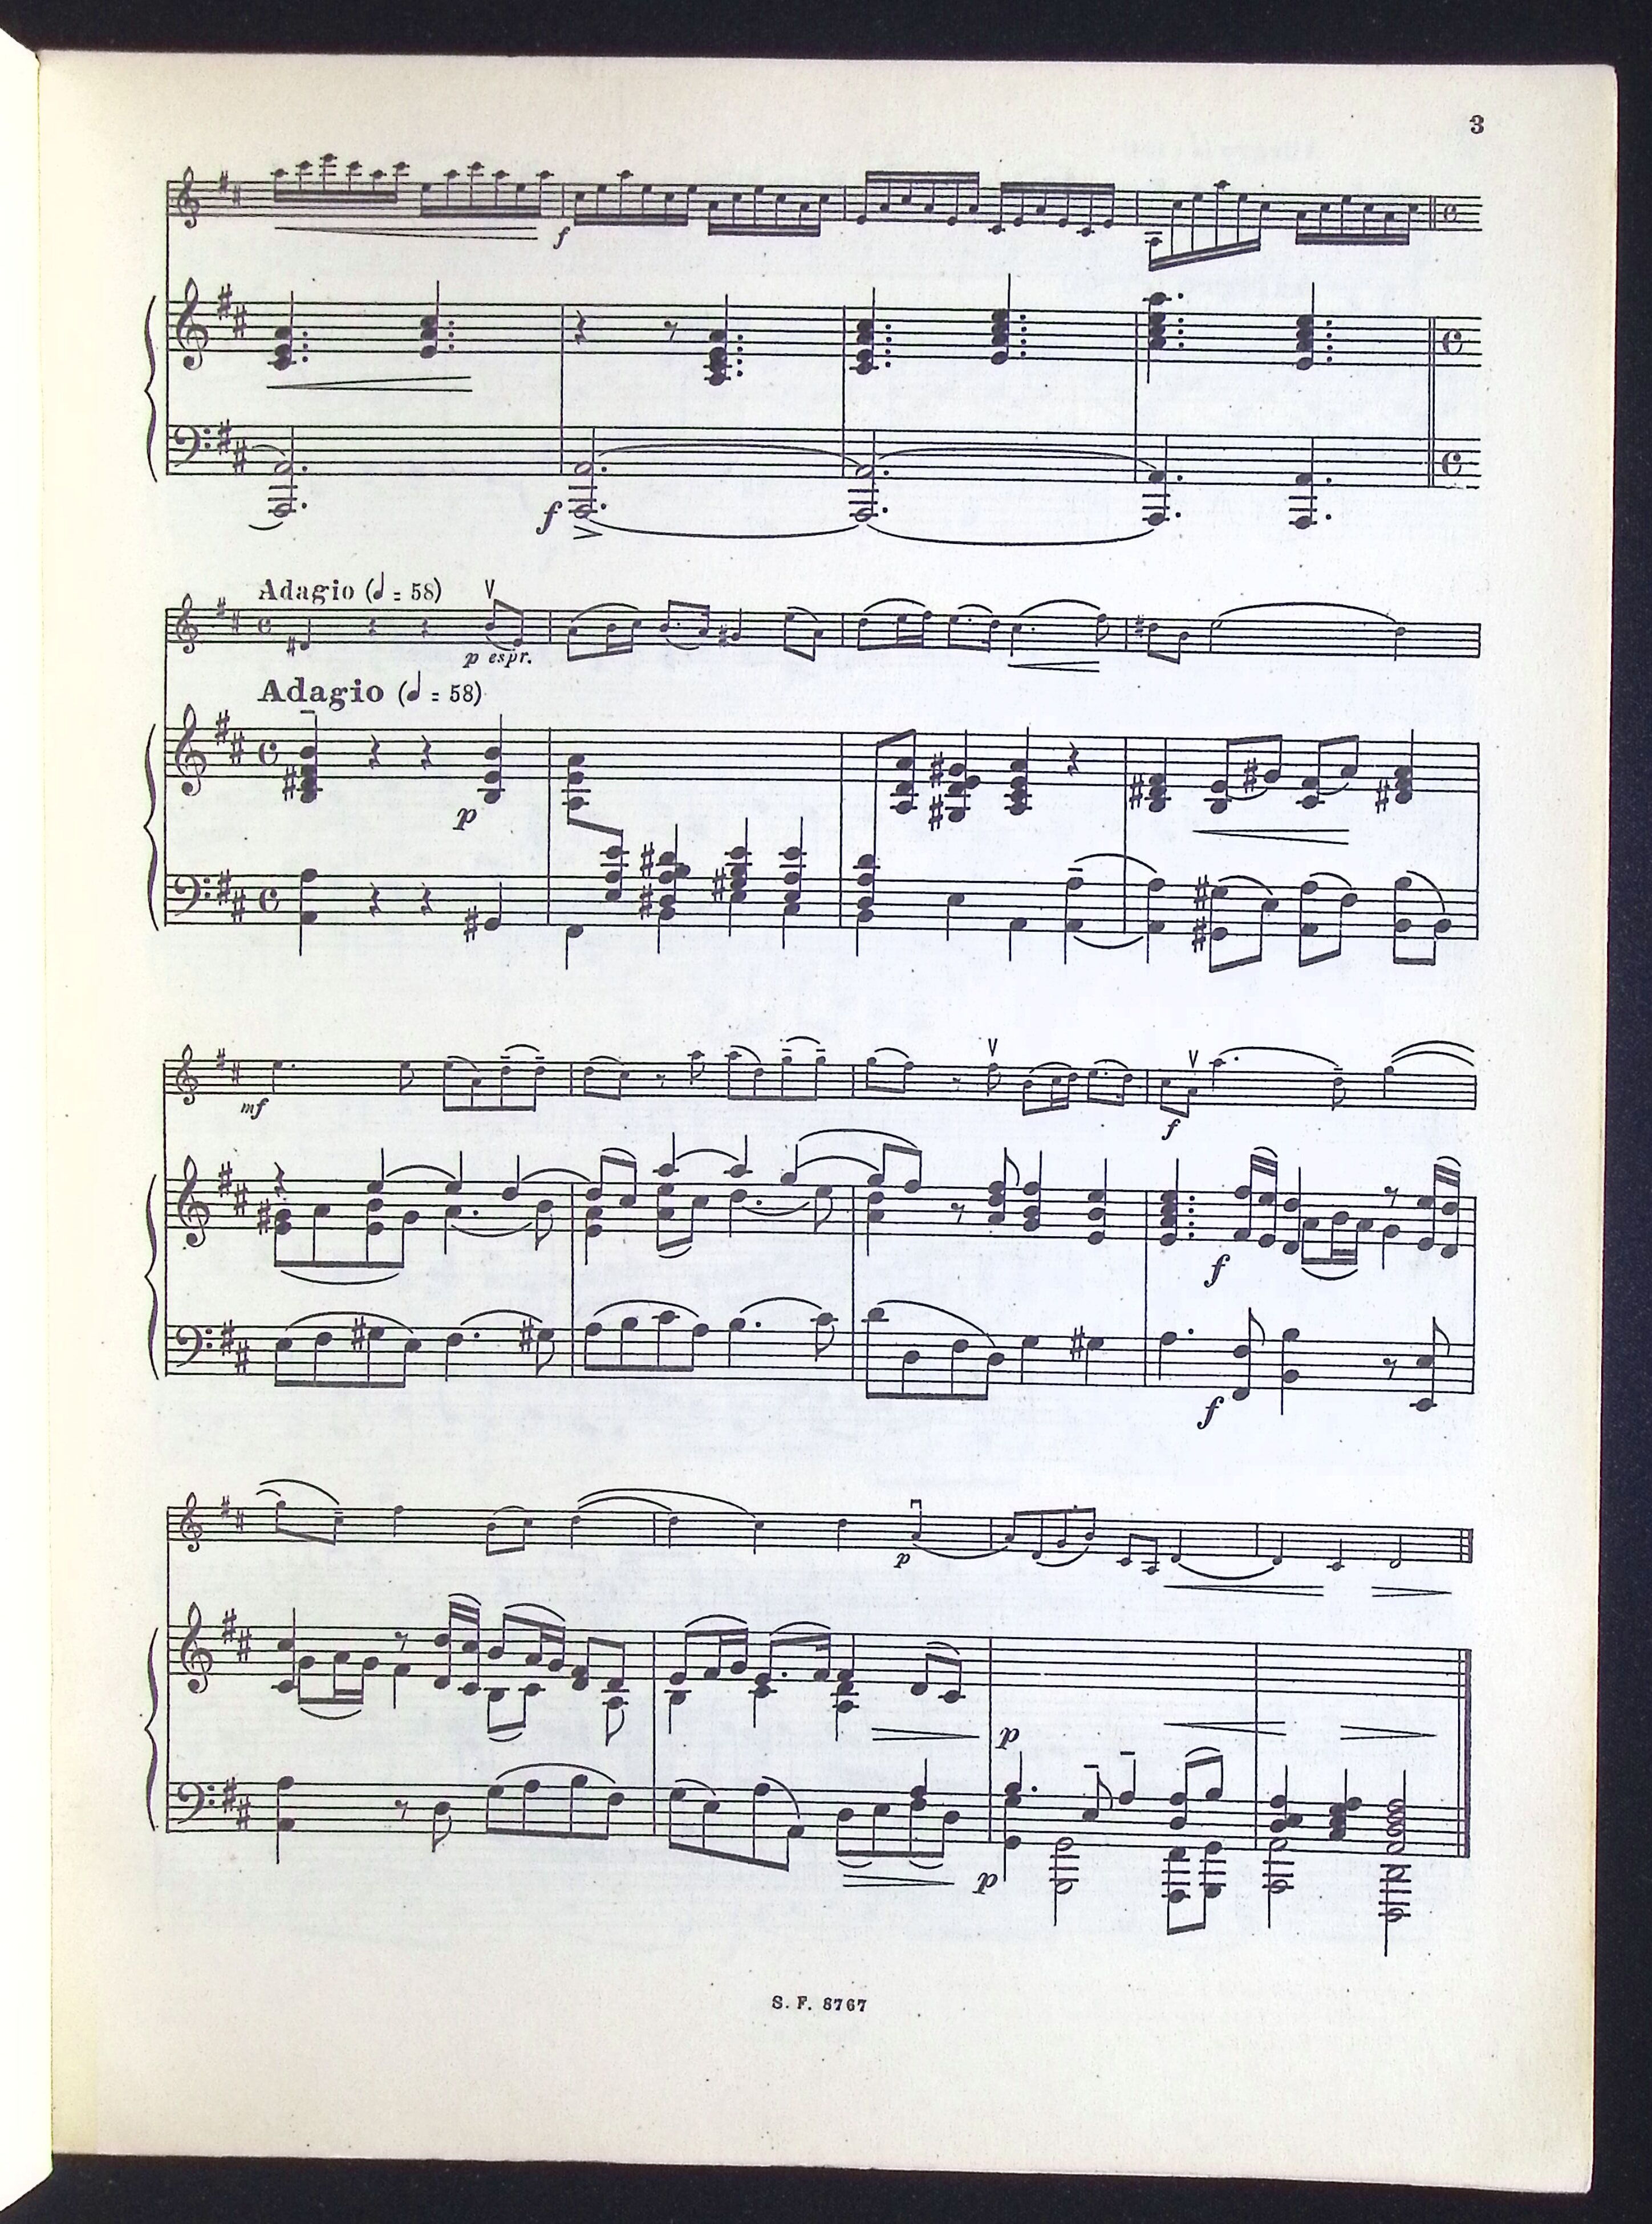 3
f
f
Adagio (𝅗𝅥 = 58)
p espr.
Adagio (𝅗𝅥 = 58)
p
mf
f
f
f
p
p
p
S. F. 8767